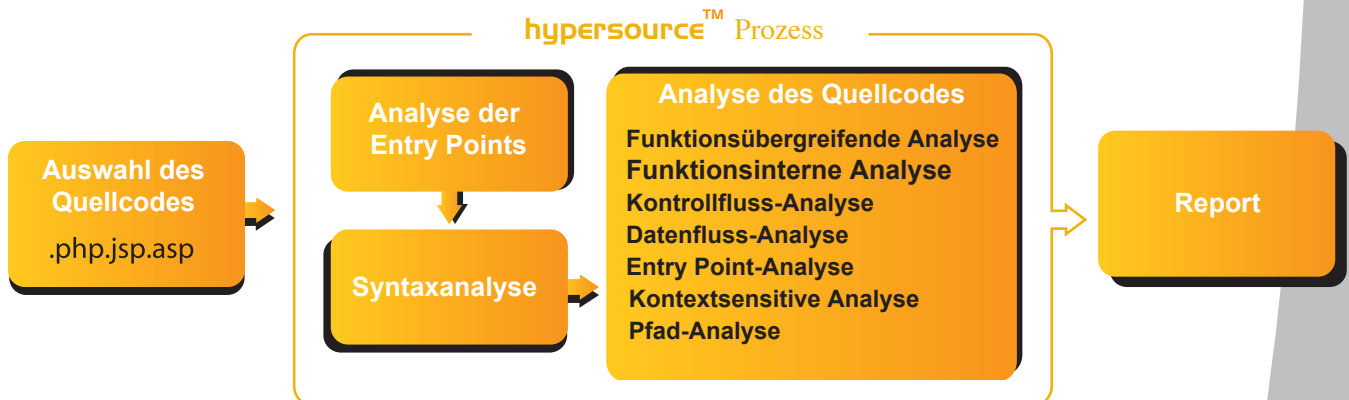 hypersource™ Prozess
Auswahl des
Quellcodes
.php.jsp.asp
Analyse der
Entry Points
Syntaxanalyse
Analyse des Quellcodes
Funktionsübergreifende Analyse
Funktionsinterne Analyse
Kontrollfluss-Analyse
Datenfluss-Analyse
Entry Point-Analyse
Kontextsensitive Analyse
Pfad-Analyse
Report